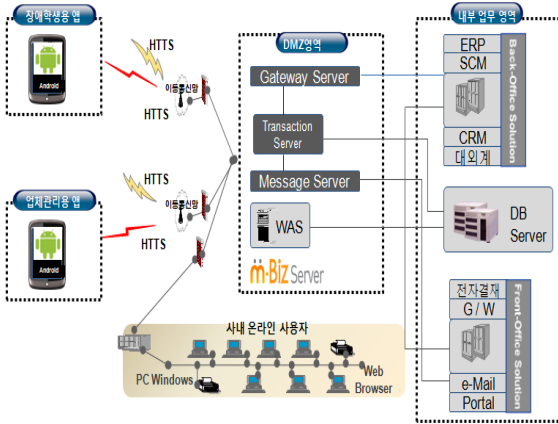 장애학생용 앱
Android
HTTS
이동통신망
HTTS
업체관리용 앱
Android
HTTS
이동통신망
HTTS
DMZ영역
Gateway Server
Transaction
Server
Message Server
WAS
m·Biz Server
내부 업무 영역
ERP
SCM
CRM
대외계
Back-Office Solution
DB
Server
전자결재
G / W
e-Mail
Portal
Front-Office Solution
사내 온라인 사용자
PC Windows
Web
Browser